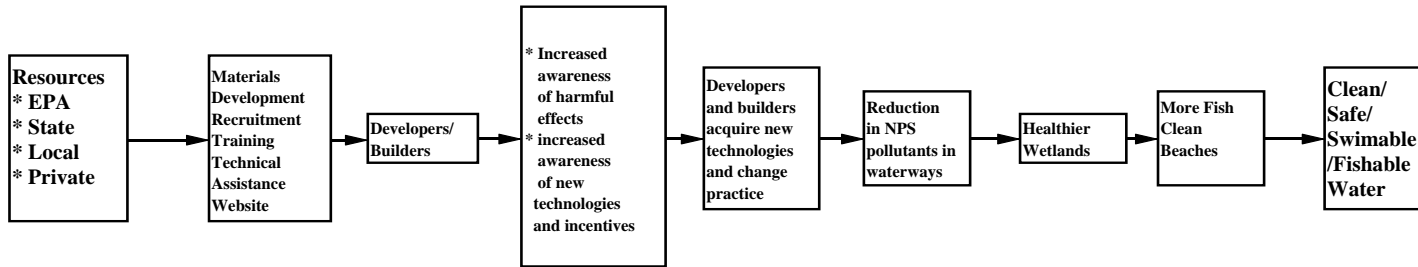 Resources
* EPA
* State
* Local
* Private
Materials
Development
Recruitment
Training
Technical
Assistance
Website
Developers/
Builders
* Increased
awareness
of harmful
effects
* increased
awareness
of new
technologies
and incentives
Developers
and builders
acquire new
technologies
and change
practice
Reduction
in NPS
pollutants in
waterways
Healthier
Wetlands
More Fish
Clean
Beaches
Clean/
Safe/
Swimable
/Fishable
Water